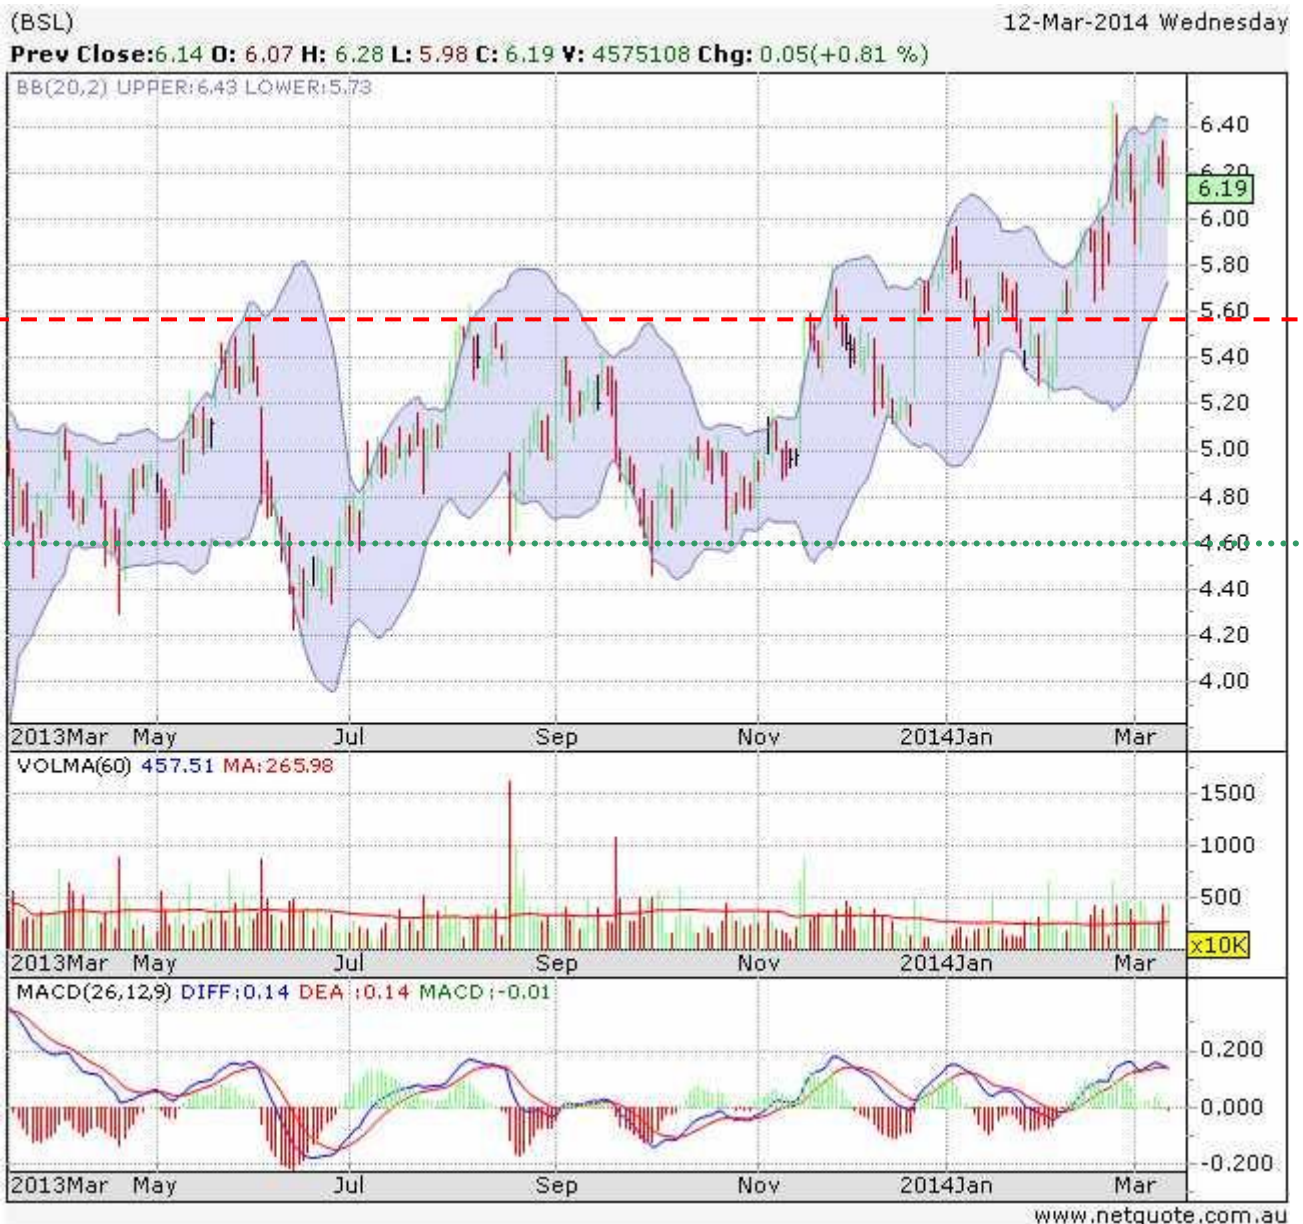 (BSL) 12-Mar-2014 Wednesday
Prev Close:6.14 O: 6.07 H: 6.28 L: 5.98 C: 6.19 V: 4575108 Chg: 0.05(+0.81 %)
BB(20,2) UPPER:6.43 LOWER:5.73
6.40
6.20
6.19
6.00
5.80
5.60
5.40
5.20
5.00
4.80
4.60
4.40
4.20
4.00
2013Mar May Jul Sep Nov 2014Jan Mar
VOLMA(60) 457.51 MA:265.98
1500
1000
500
x10K
2013Mar May Jul Sep Nov 2014Jan Mar
MACD(26,12,9) DIFF:0.14 DEA :0.14 MACD:-0.01
0.200
0.000
-0.200
2013Mar May Jul Sep Nov 2014Jan Mar
www.netquote.com.au